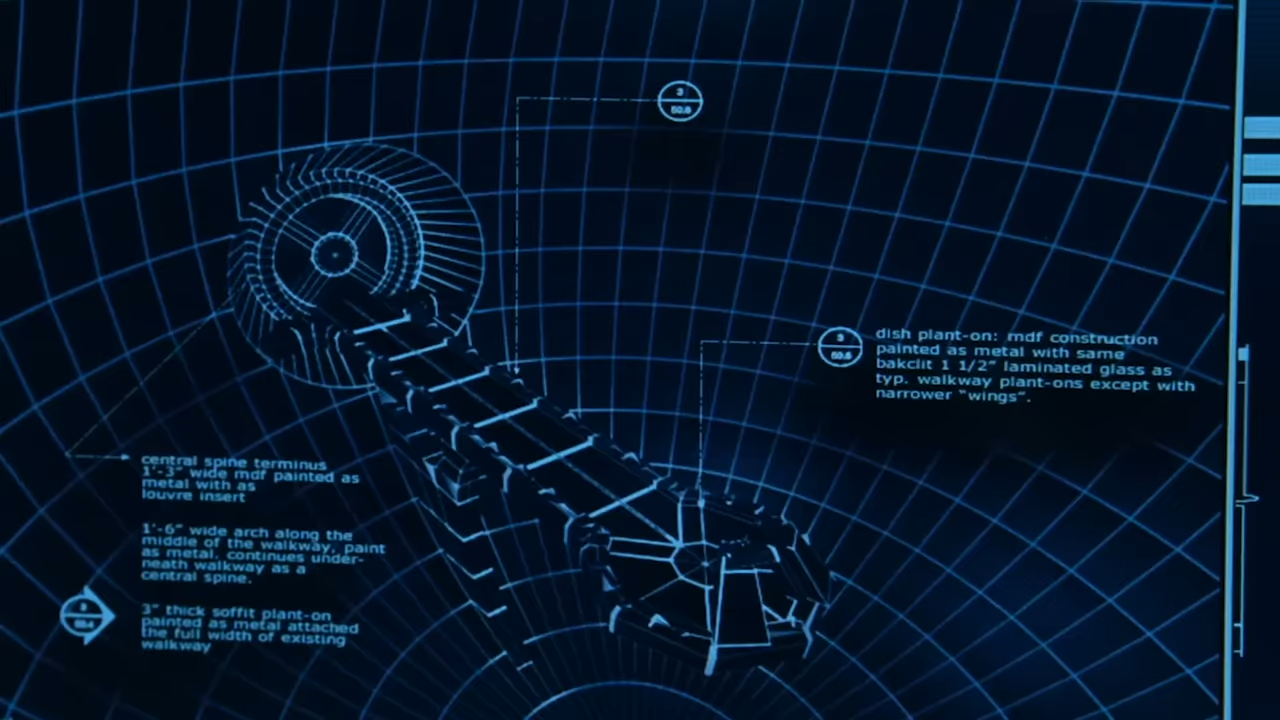 3
50.6
dish plant-on: mdf construction
painted as metal with same
bakclit 1 1/2" laminated glass as
typ. walkway plant-ons except with
narrower "wings".
central spine terminus
1'-3" wide mdf painted as
metal with as
louvre insert
1'-6" wide arch along the
middle of the walkway, paint
as metal, continues under-
neath walkway as a
central spine.
3" thick soffit plant-on
painted as metal attached
the full width of existing
walkway